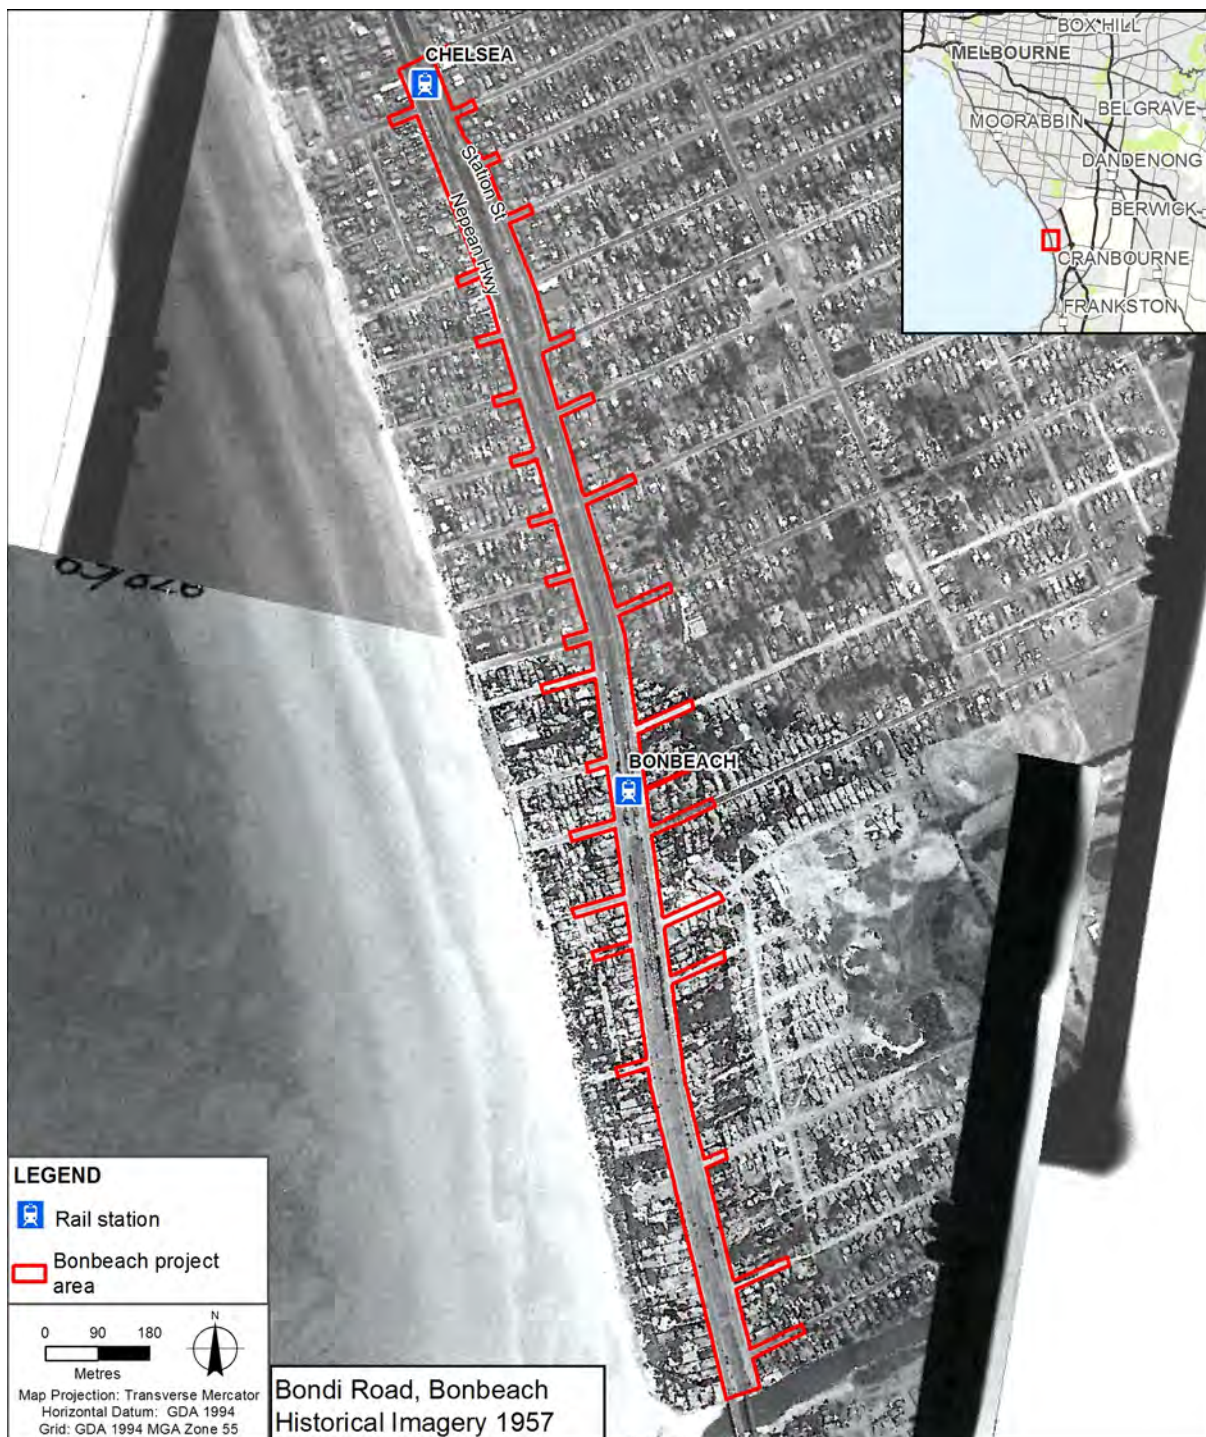 CHELSEA
Station St
Nepean Hwy
BONBEACH
BOX HILL
MELBOURNE
BELGRAVE
MOORABBIN
DANDENONG
BERWICK
CRANBOURNE
FRANKSTON
LEGEND
Rail station
Bonbeach project
area
N
0 90 180
Metres
Map Projection: Transverse Mercator
Horizontal Datum: GDA 1994
Grid: GDA 1994 MGA Zone 55
Bondi Road, Bonbeach
Historical Imagery 1957